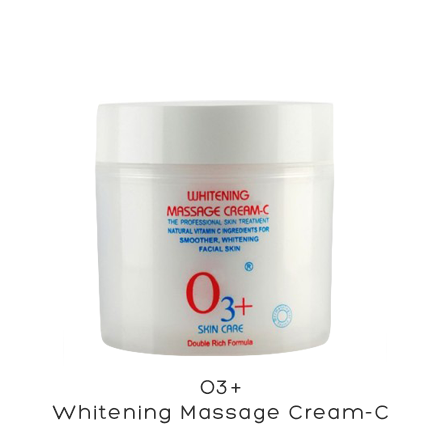 WHITENING
MASSAGE CREAM-C
THE PROFESSIONAL SKIN TREATMENT
NATURAL VITAMIN C INGREDIENTS FOR
SMOOTHER, WHITENING
FACIAL SKIN
®
O3+
SKIN CARE
Double Rich Formula
O3+
Whitening Massage Cream-C